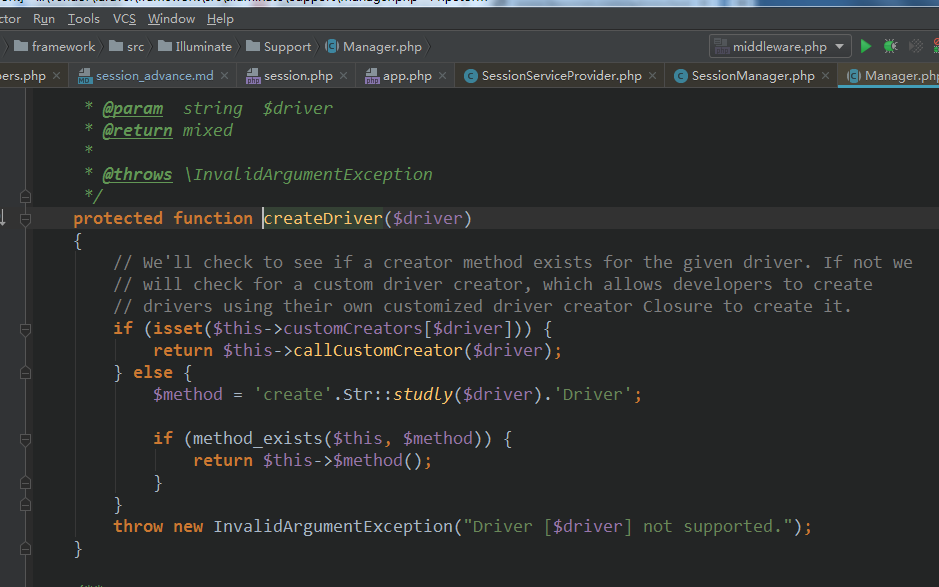 ctor Run Tools VCS Window Help
framework src Illuminate Support Manager.php middleware.php
pers.php session_advance.md session.php app.php SessionServiceProvider.php SessionManager.php Manager.php
* @param string $driver
* @return mixed
*
* @throws \InvalidArgumentException
*/
protected function createDriver($driver)
{
// We'll check to see if a creator method exists for the given driver. If not we
// will check for a custom driver creator, which allows developers to create
// drivers using their own customized driver creator Closure to create it.
if (isset($this->customCreators[$driver])) {
return $this->callCustomCreator($driver);
} else {
$method = 'create'.Str::studly($driver).'Driver';
if (method_exists($this, $method)) {
return $this->$method();
}
}
throw new InvalidArgumentException("Driver [$driver] not supported.");
}